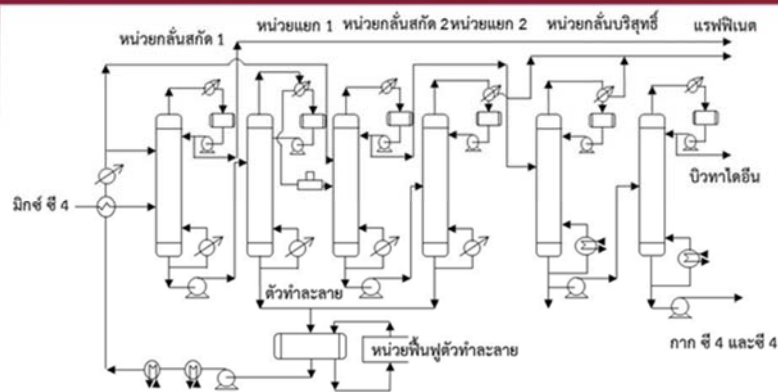 หน่วยกลั่นสกัด 1
หน่วยแยก 1
หน่วยกลั่นสกัด 2
หน่วยแยก 2
หน่วยกลั่นบริสุทธิ์
แรฟฟิเนต
มิกซ์ ซี 4
บิวทาไดอีน
ตัวทำละลาย
หน่วยฟื้นฟูตัวทำละลาย
กาก ซี 4 และซี 4